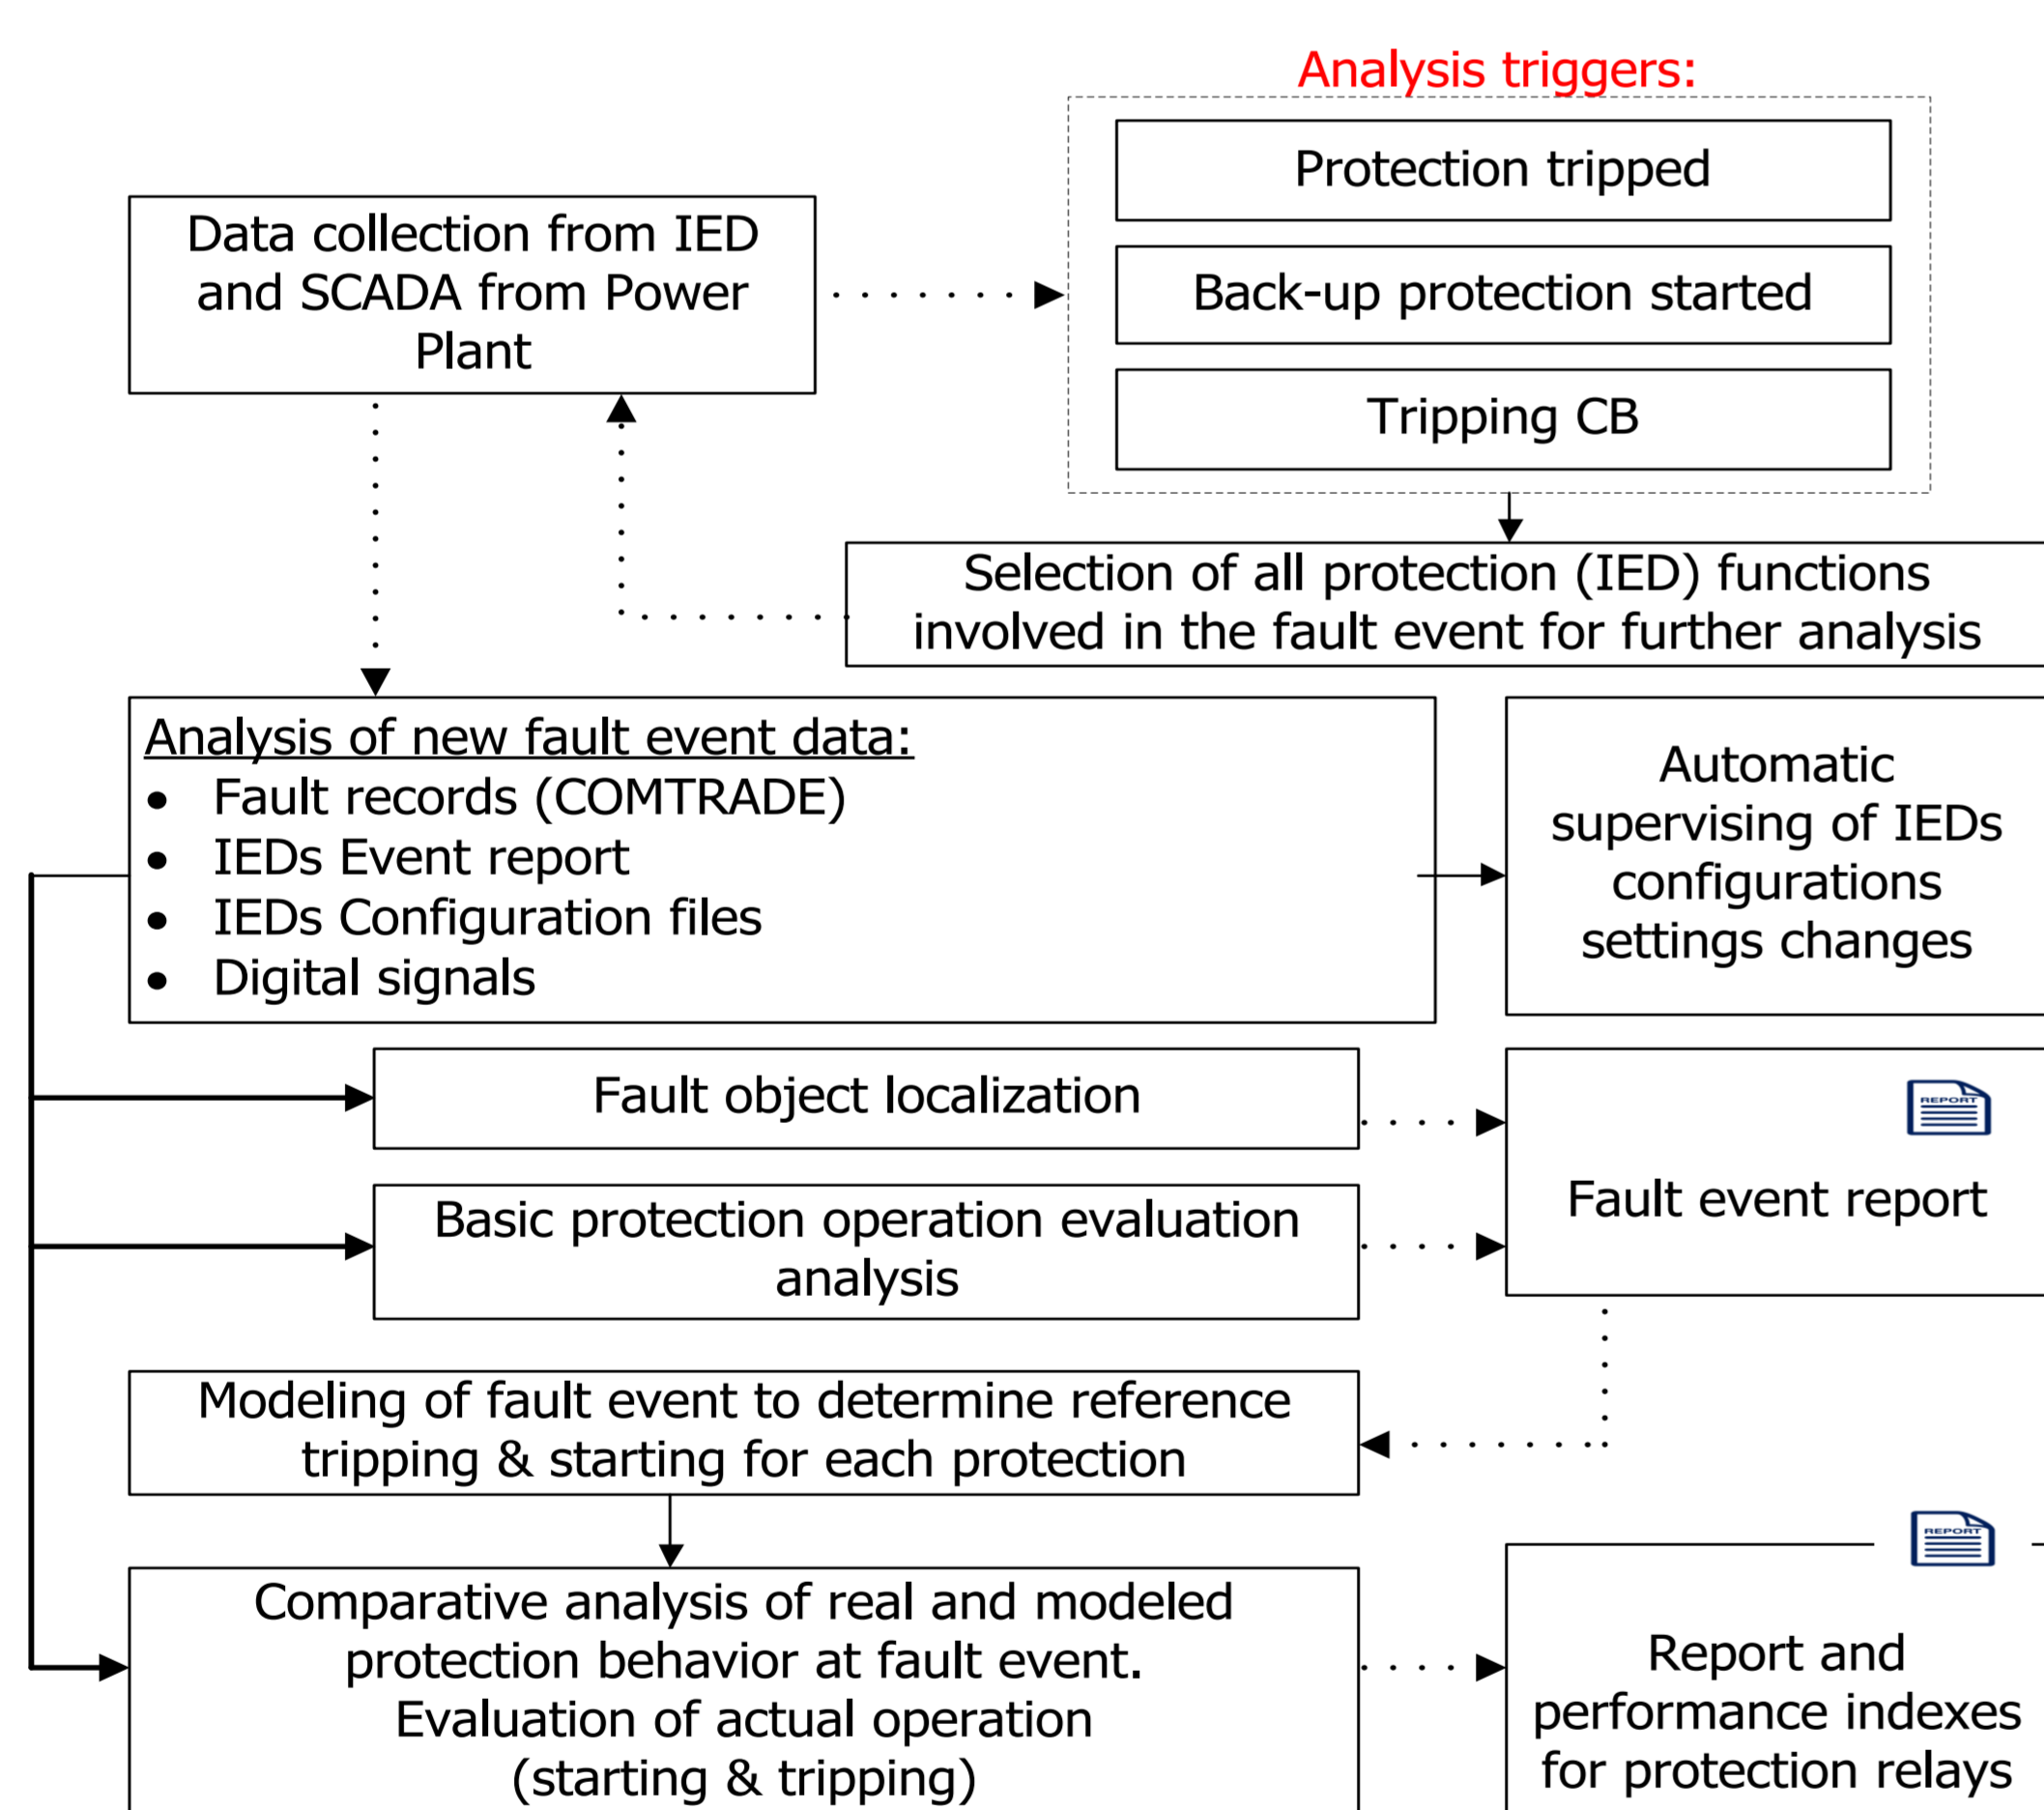 Analysis triggers:
Protection tripped
Data collection from IED
and SCADA from Power
Plant
Back-up protection started
Tripping CB
Selection of all protection (IED) functions
involved in the fault event for further analysis
Analysis of new fault event data:
• Fault records (COMTRADE)
• IEDs Event report
• IEDs Configuration files
• Digital signals
Automatic
supervising of IEDs
configurations
settings changes
Fault object localization
REPORT
Fault event report
Basic protection operation evaluation
analysis
Modeling of fault event to determine reference
tripping & starting for each protection
Comparative analysis of real and modeled
protection behavior at fault event.
Evaluation of actual operation
(starting & tripping)
REPORT
Report and
performance indexes
for protection relays